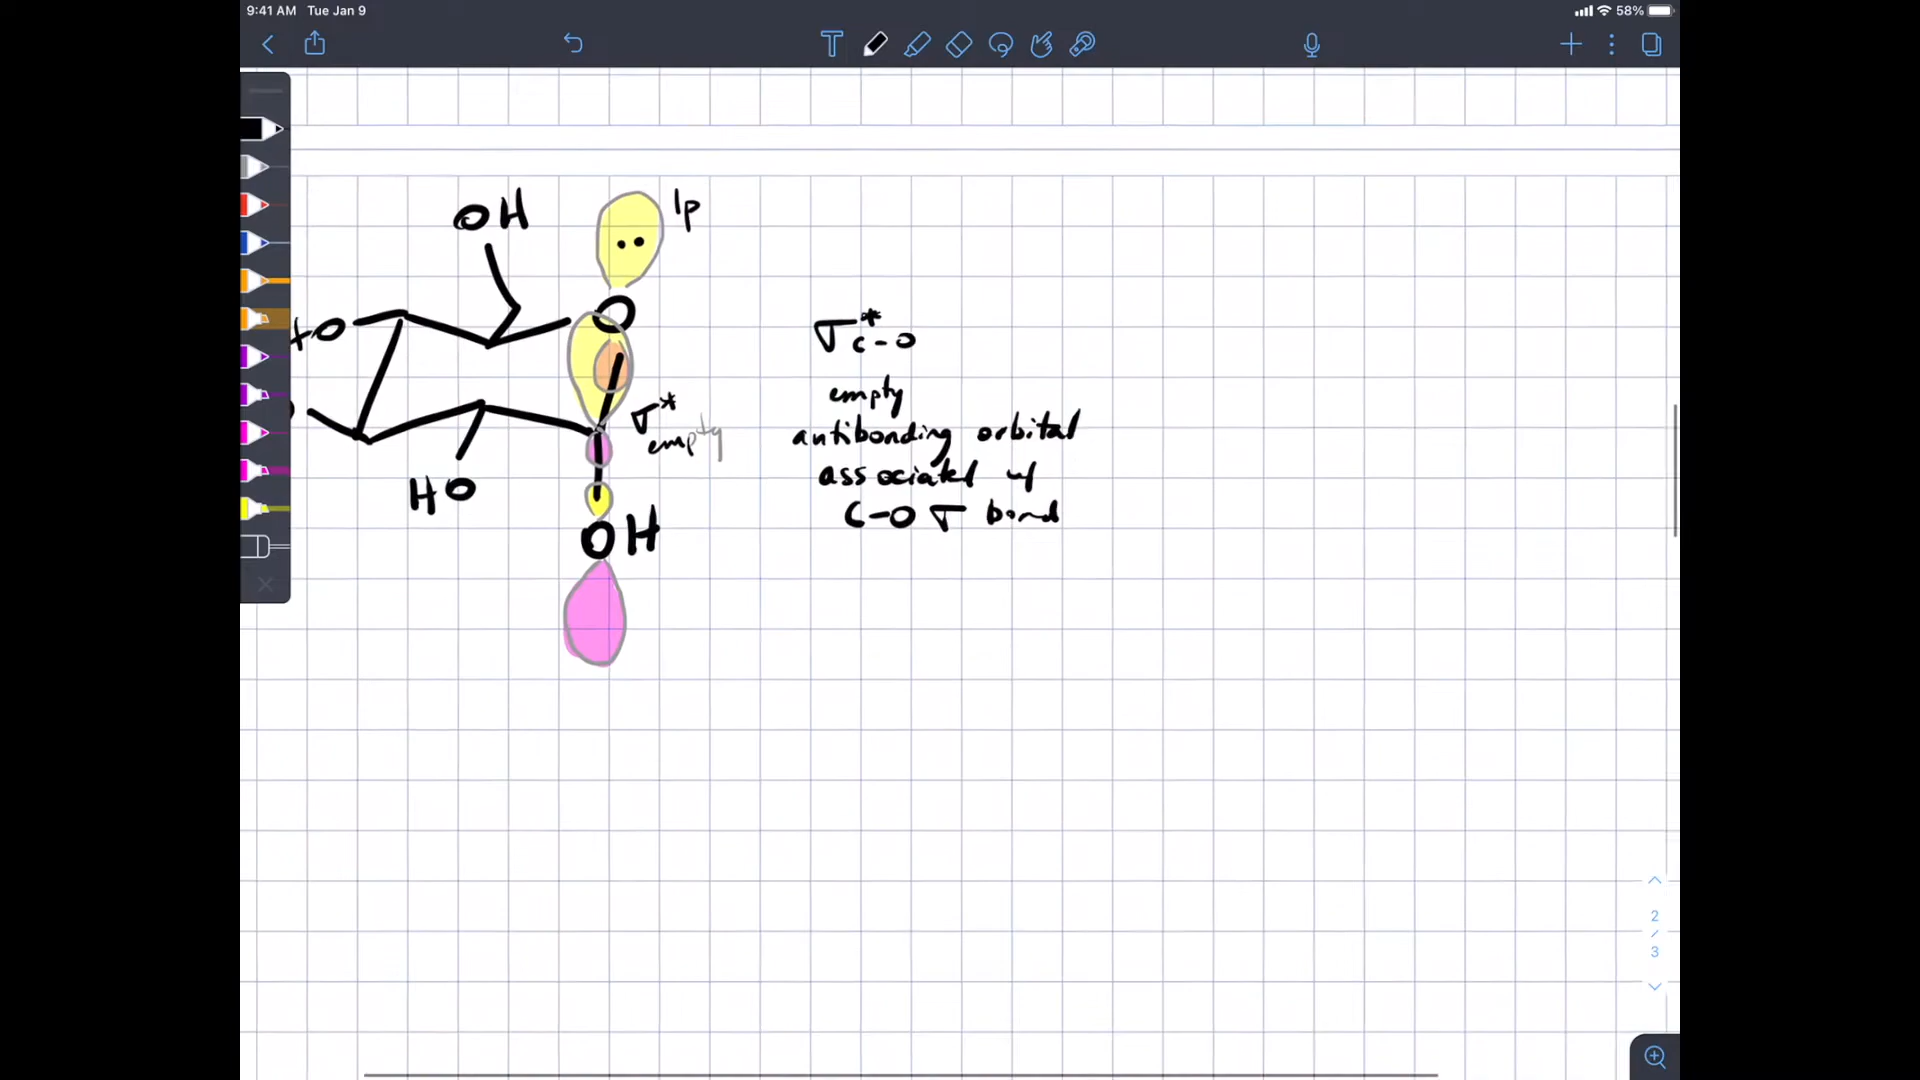 9:41 AM Tue Jan 9
58%
OH
lp
O
HO
σ*
empty
HO
OH
σ*C-O
empty
antibonding orbital
associated w/
C-O σ bond
2
/
3